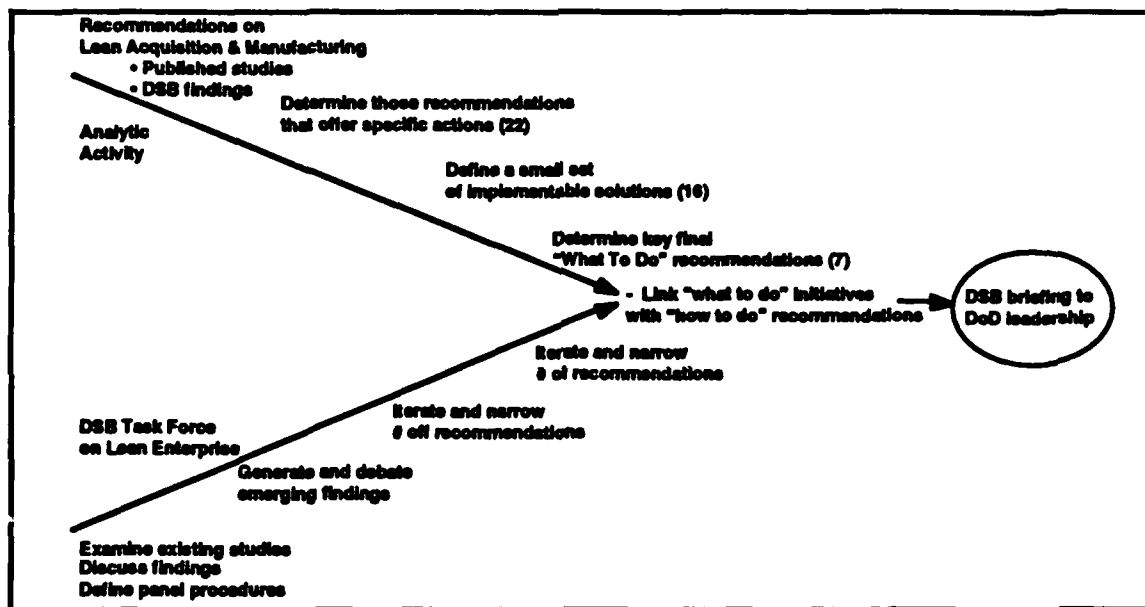 Recommendations on
Lean Acquisition & Manufacturing
• Published studies
• DSB findings
Analytic
Activity
Determine those recommendations
that offer specific actions (22)
Define a small set
of implementable solutions (16)
Determine key final
"What To Do" recommendations (7)
- Link "what to do" initiatives
with "how to do" recommendations
DSB briefing to
DoD leadership
Iterate and narrow
# of recommendations
Iterate and narrow
# off recommendations
DSB Task Force
on Lean Enterprise
Generate and debate
emerging findings
Examine existing studies
Discuss findings
Define panel procedures